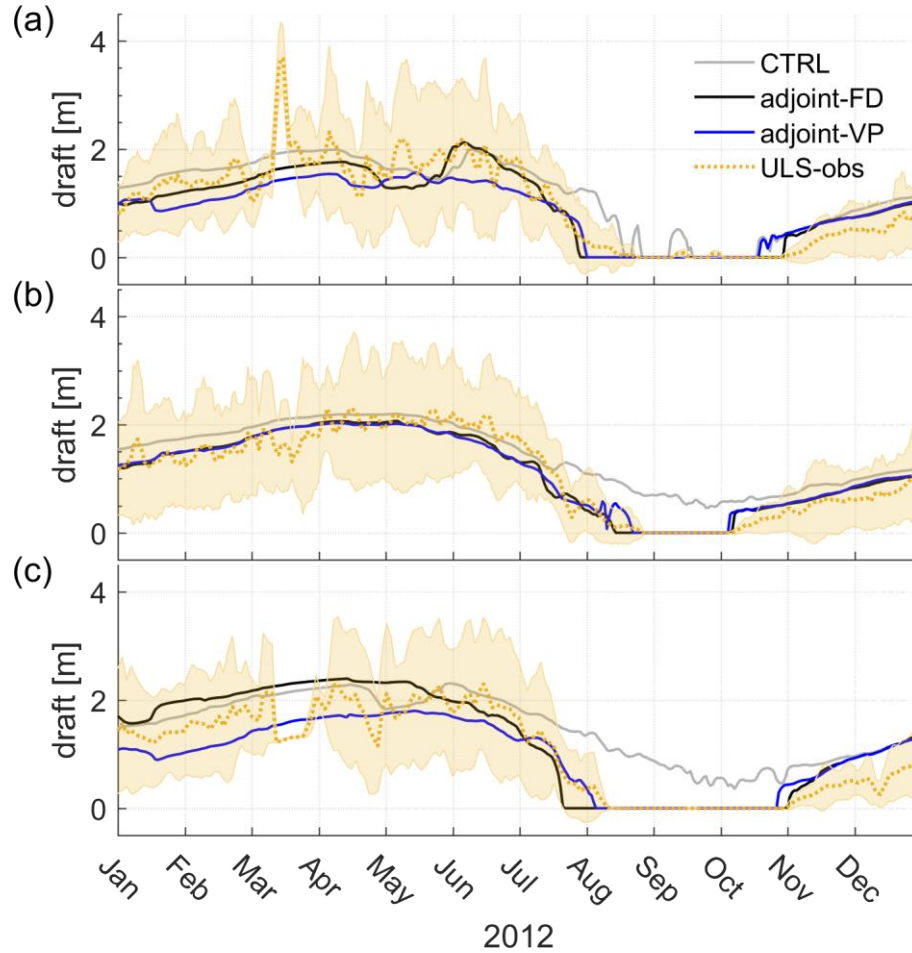 (a)
4
2
0
draft [m]
CTRL
adjoint-FD
adjoint-VP
ULS-obs
(b)
4
2
0
draft [m]
(c)
4
2
0
draft [m]
Jan Feb Mar Apr May Jun Jul Aug Sep Oct Nov Dec
2012